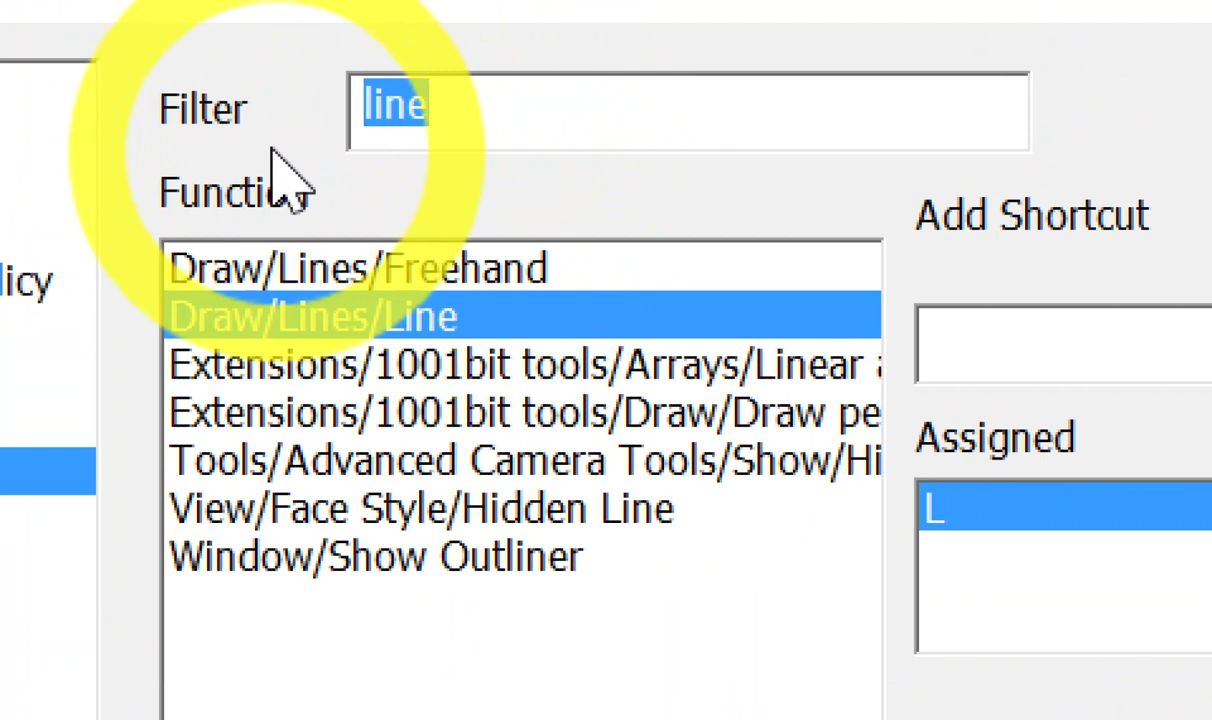 Filter
line
Function
Add Shortcut
Draw/Lines/Freehand
licy
Draw/Lines/Line
Extensions/1001bit tools/Arrays/Linear
Extensions/1001bit tools/Draw/Draw pe
Assigned
Tools/Advanced Camera Tools/Show/Hi
L
View/Face Style/Hidden Line
Window/Show Outliner